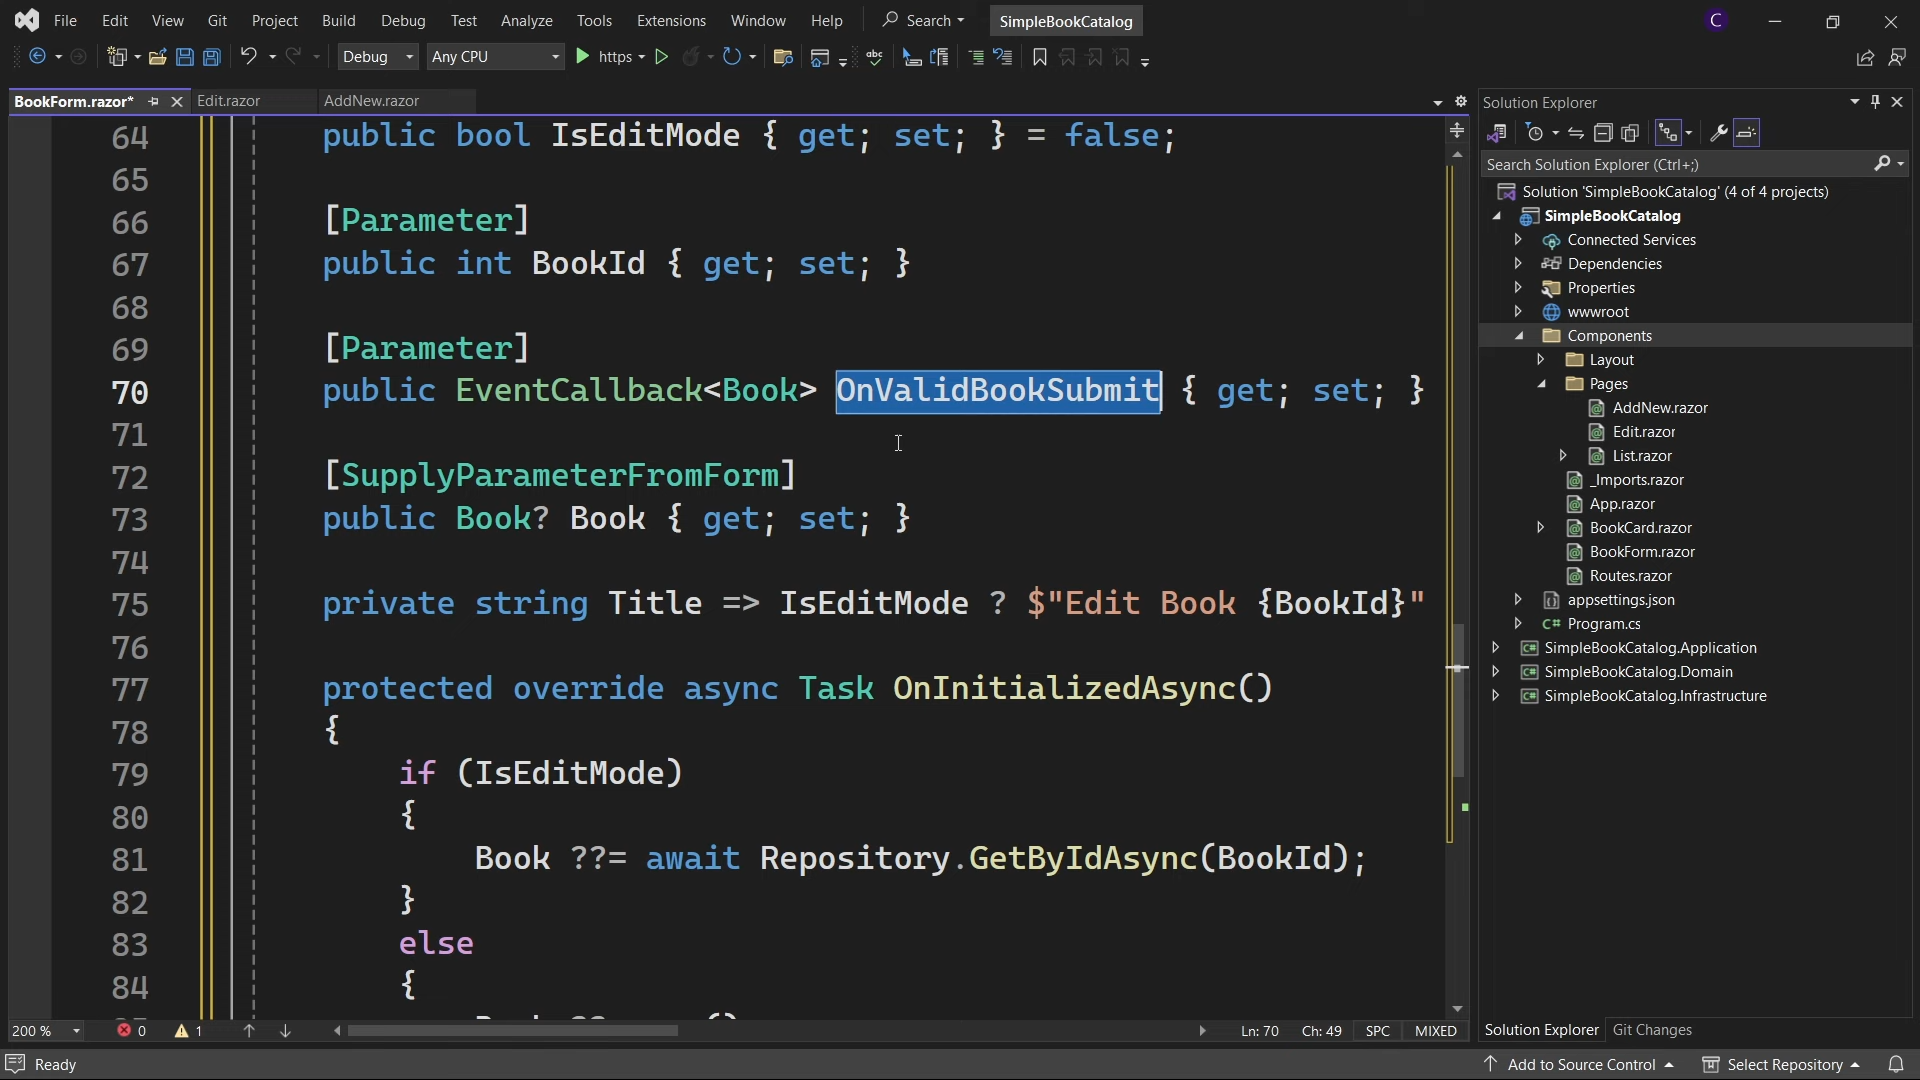 File Edit View Git Project Build Debug Test Analyze Tools Extensions Window Help Search SimpleBookCatalog C
Debug Any CPU https abc
BookForm.razor* Edit.razor AddNew.razor
64 public bool IsEditMode { get; set; } = false;
65
66 [Parameter]
67 public int BookId { get; set; }
68
69 [Parameter]
70 public EventCallback<Book> OnValidBookSubmit { get; set; }
71
72 [SupplyParameterFromForm]
73 public Book? Book { get; set; }
74
75 private string Title => IsEditMode ? $"Edit Book {BookId}"
76
77 protected override async Task OnInitializedAsync()
78 {
79 if (IsEditMode)
80 {
81 Book ??= await Repository.GetByIdAsync(BookId);
82 }
83 else
84 {
200 % 0 1 Ln: 70 Ch: 49 SPC MIXED
Solution Explorer
Search Solution Explorer (Ctrl+;)
Solution 'SimpleBookCatalog' (4 of 4 projects)
SimpleBookCatalog
Connected Services
Dependencies
Properties
wwwroot
Components
Layout
Pages
AddNew.razor
Edit.razor
List.razor
_Imports.razor
App.razor
BookCard.razor
BookForm.razor
Routes.razor
appsettings.json
C# Program.cs
C# SimpleBookCatalog.Application
C# SimpleBookCatalog.Domain
C# SimpleBookCatalog.Infrastructure
Solution Explorer Git Changes
Ready Add to Source Control Select Repository